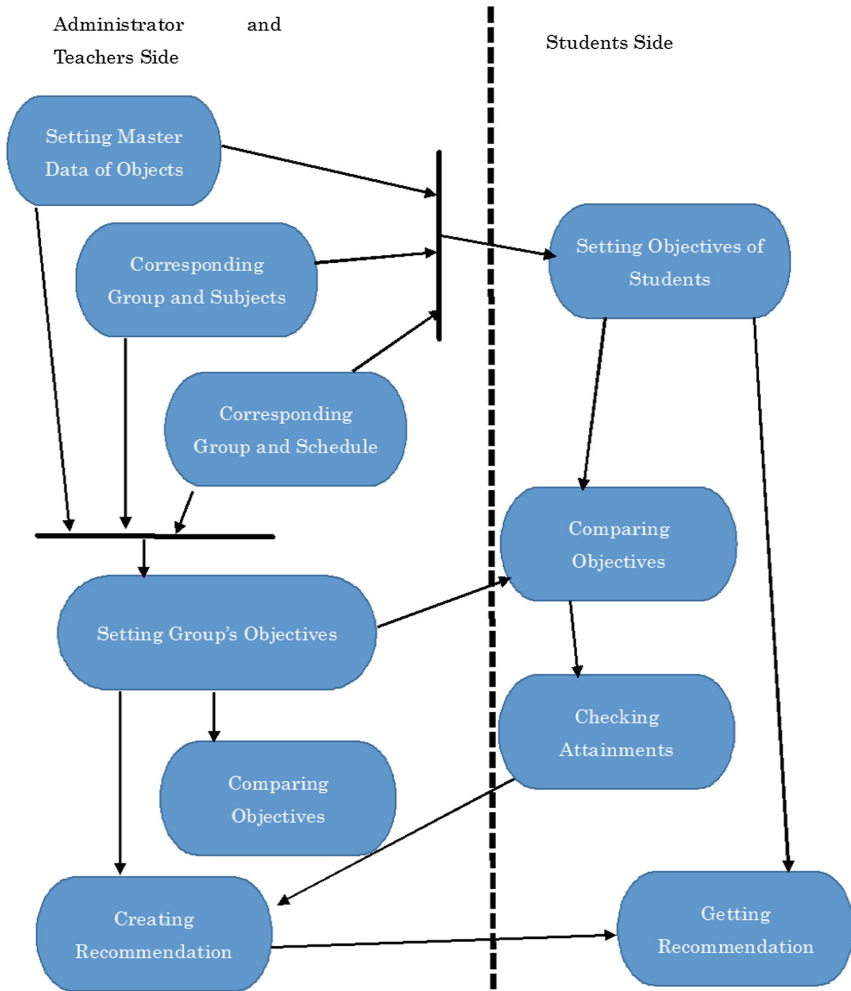 Administrator and
Teachers Side
Students Side
Setting Master
Data of Objects
Corresponding
Group and Subjects
Setting Objectives of
Students
Corresponding
Group and Schedule
Comparing
Objectives
Setting Group's Objectives
Checking
Attainments
Comparing
Objectives
Creating
Recommendation
Getting
Recommendation